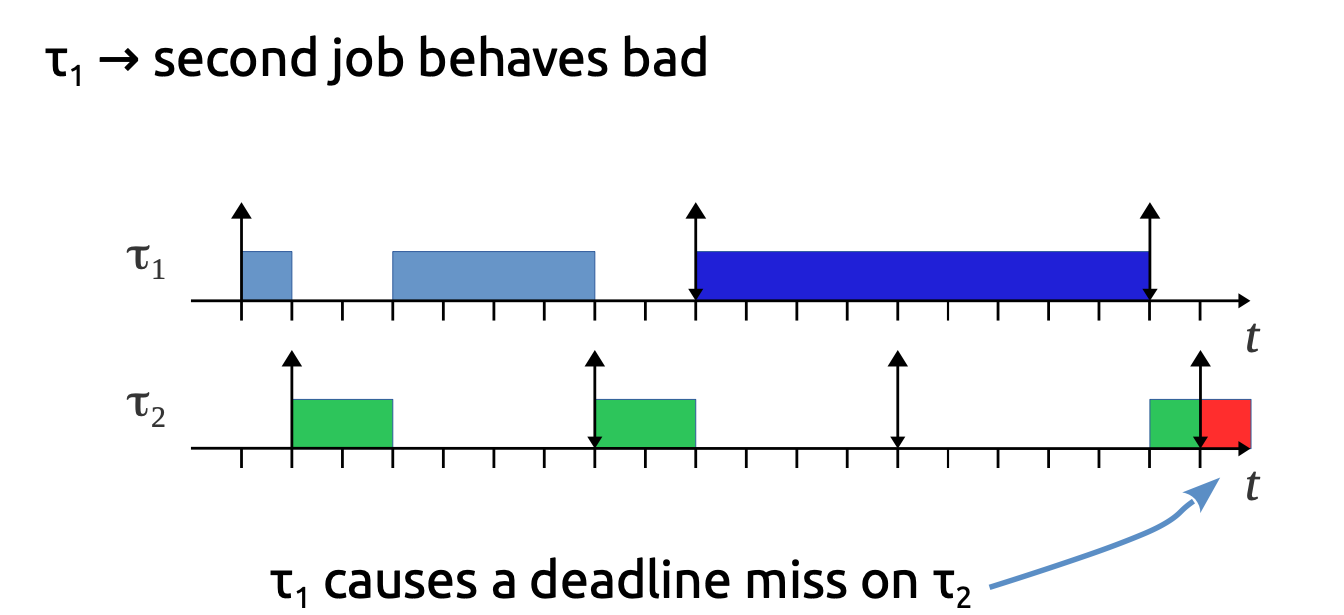 τ₁ → second job behaves bad
τ₁
t
τ₂
t
τ₁ causes a deadline miss on τ₂